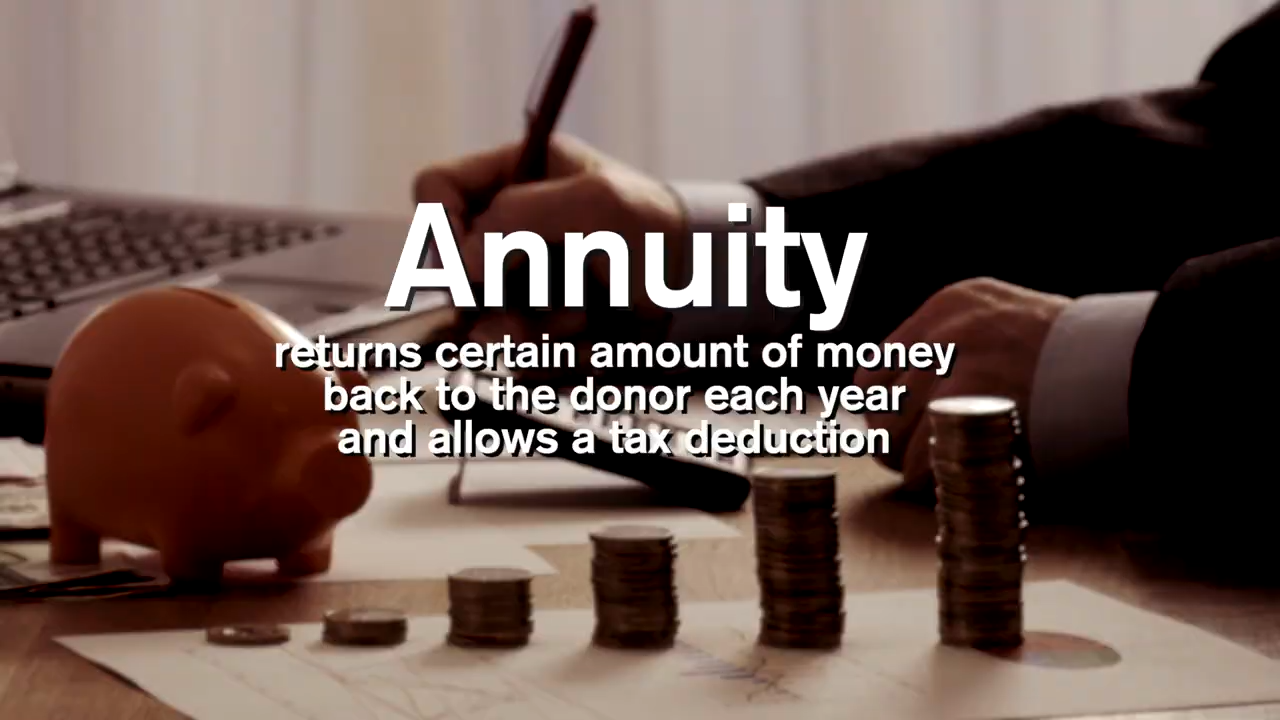 Annuity
returns certain amount of money
back to the donor each year
and allows a tax deduction